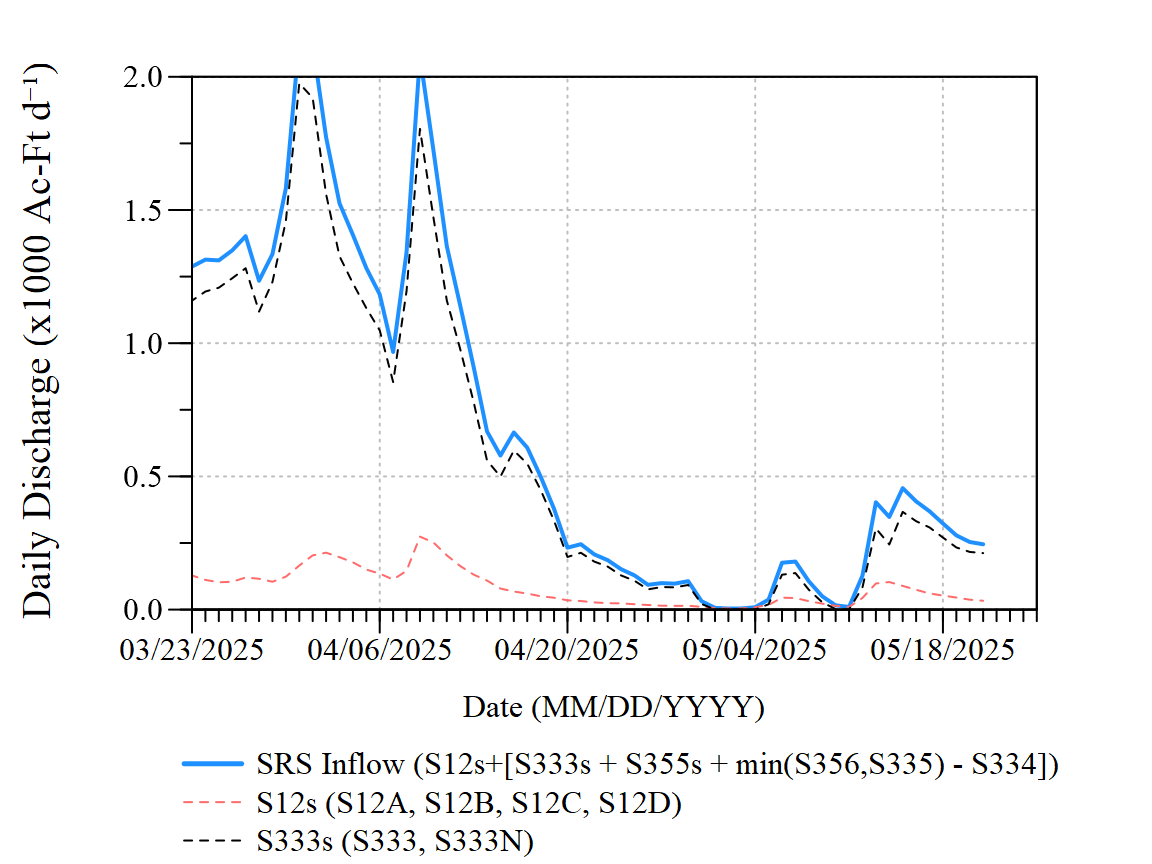 Daily Discharge (x1000 Ac-Ft d⁻¹)
2.0
1.5
1.0
0.5
0.0
03/23/2025 04/06/2025 04/20/2025 05/04/2025 05/18/2025
Date (MM/DD/YYYY)
SRS Inflow (S12s+[S333s + S355s + min(S356,S335) - S334])
S12s (S12A, S12B, S12C, S12D)
S333s (S333, S333N)